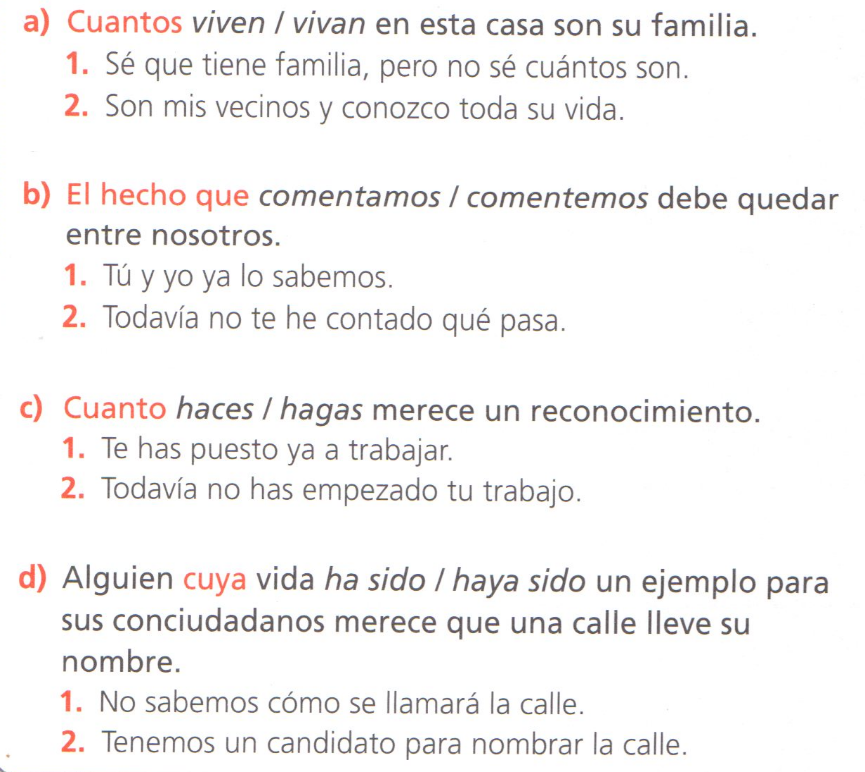 a) Cuantos viven / vivan en esta casa son su familia.
1. Sé que tiene familia, pero no sé cuántos son.
2. Son mis vecinos y conozco toda su vida.
b) El hecho que comentamos / comentemos debe quedar
entre nosotros.
1. Tú y yo ya lo sabemos.
2. Todavía no te he contado qué pasa.
c) Cuanto haces / hagas merece un reconocimiento.
1. Te has puesto ya a trabajar.
2. Todavía no has empezado tu trabajo.
d) Alguien cuya vida ha sido / haya sido un ejemplo para
sus conciudadanos merece que una calle lleve su
nombre.
1. No sabemos cómo se llamará la calle.
2. Tenemos un candidato para nombrar la calle.